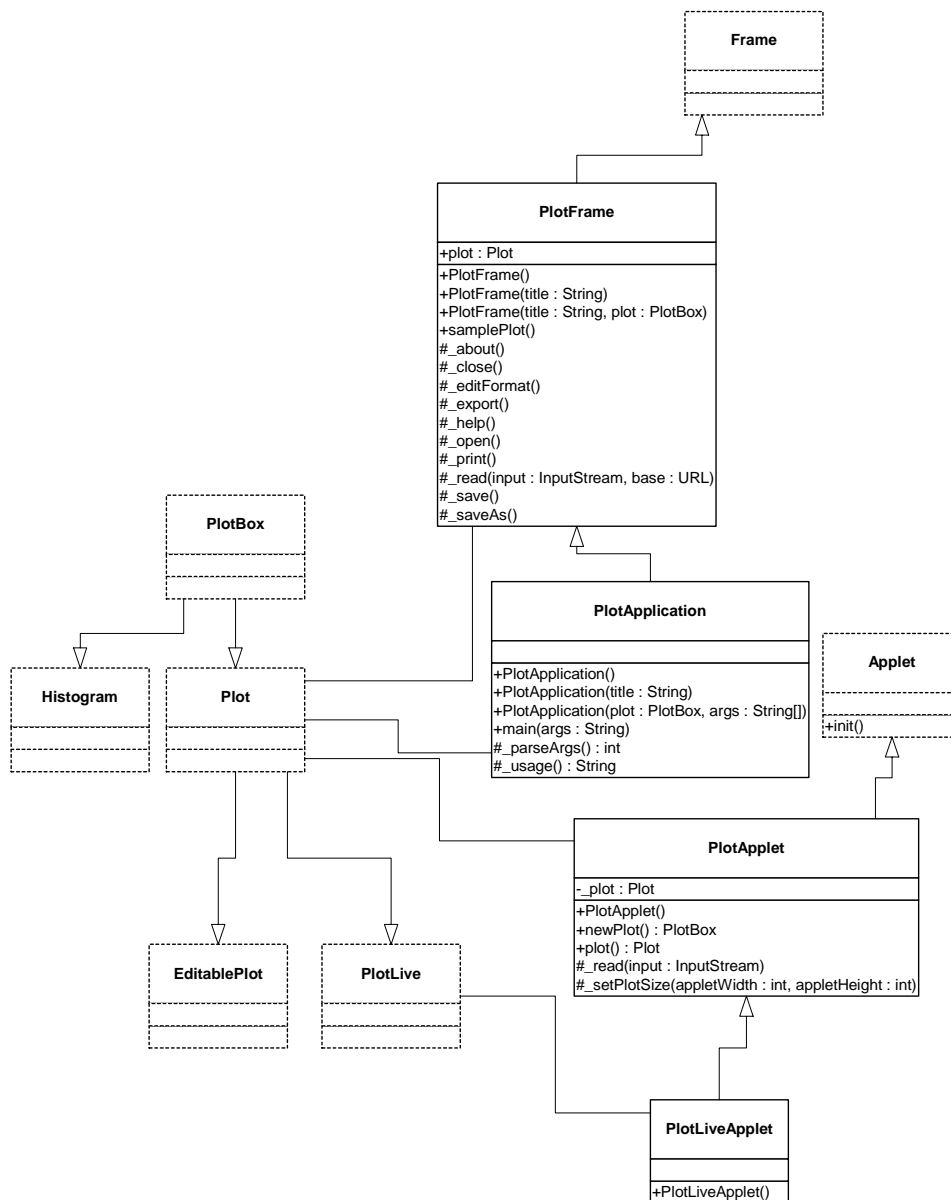 Frame
PlotFrame
+plot : Plot
+PlotFrame()
+PlotFrame(title : String)
+PlotFrame(title : String, plot : PlotBox)
+samplePlot()
#_about()
#_close()
#_editFormat()
#_export()
#_help()
#_open()
#_print()
#_read(input : InputStream, base : URL)
#_save()
#_saveAs()
PlotBox
PlotApplication
+PlotApplication()
+PlotApplication(title : String)
+PlotApplication(plot : PlotBox, args : String[])
+main(args : String)
#_parseArgs() : int
#_usage() : String
Applet
+init()
Histogram
Plot
PlotApplet
-_plot : Plot
+PlotApplet()
+newPlot() : PlotBox
+plot() : Plot
#_read(input : InputStream)
#_setPlotSize(appletWidth : int, appletHeight : int)
EditablePlot
PlotLive
PlotLiveApplet
+PlotLiveApplet()